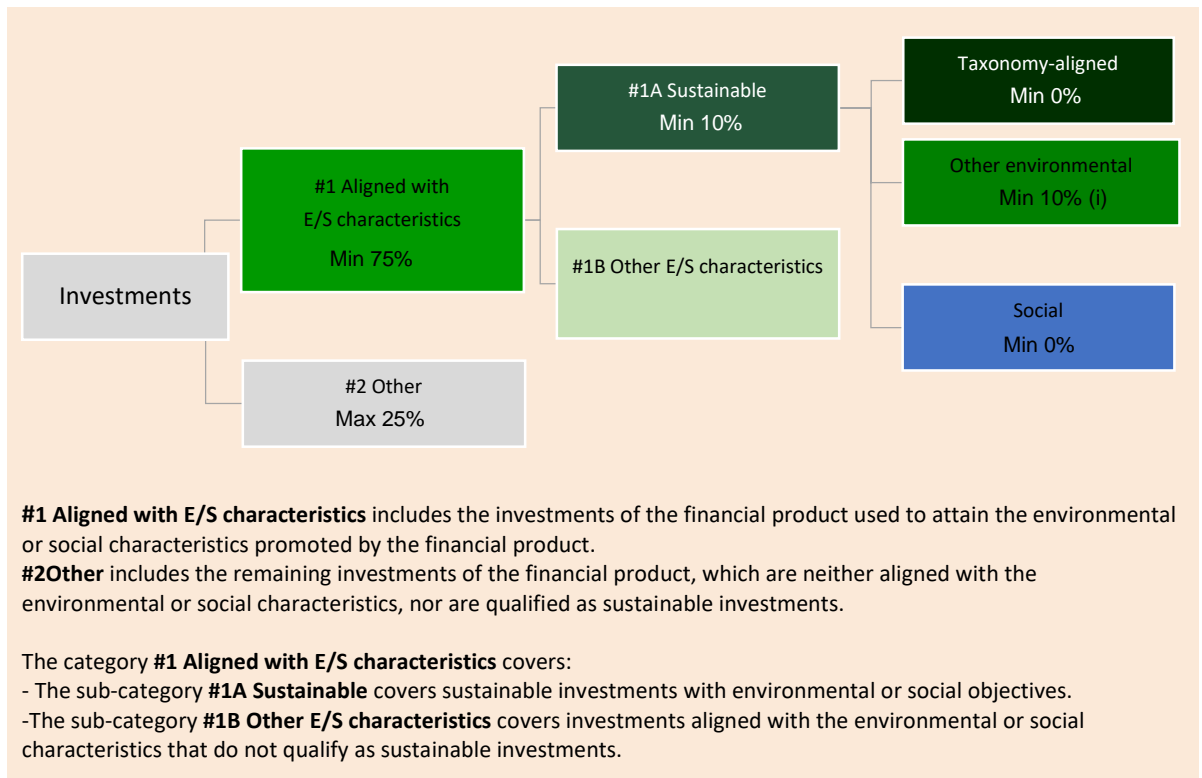 Investments
#1 Aligned with
E/S characteristics
Min 75%
#2 Other
Max 25%
#1A Sustainable
Min 10%
#1B Other E/S characteristics
Taxonomy-aligned
Min 0%
Other environmental
Min 10% (i)
Social
Min 0%
#1 Aligned with E/S characteristics includes the investments of the financial product used to attain the environmental
or social characteristics promoted by the financial product.
#2Other includes the remaining investments of the financial product, which are neither aligned with the
environmental or social characteristics, nor are qualified as sustainable investments.
The category #1 Aligned with E/S characteristics covers:
- The sub-category #1A Sustainable covers sustainable investments with environmental or social objectives.
-The sub-category #1B Other E/S characteristics covers investments aligned with the environmental or social
characteristics that do not qualify as sustainable investments.